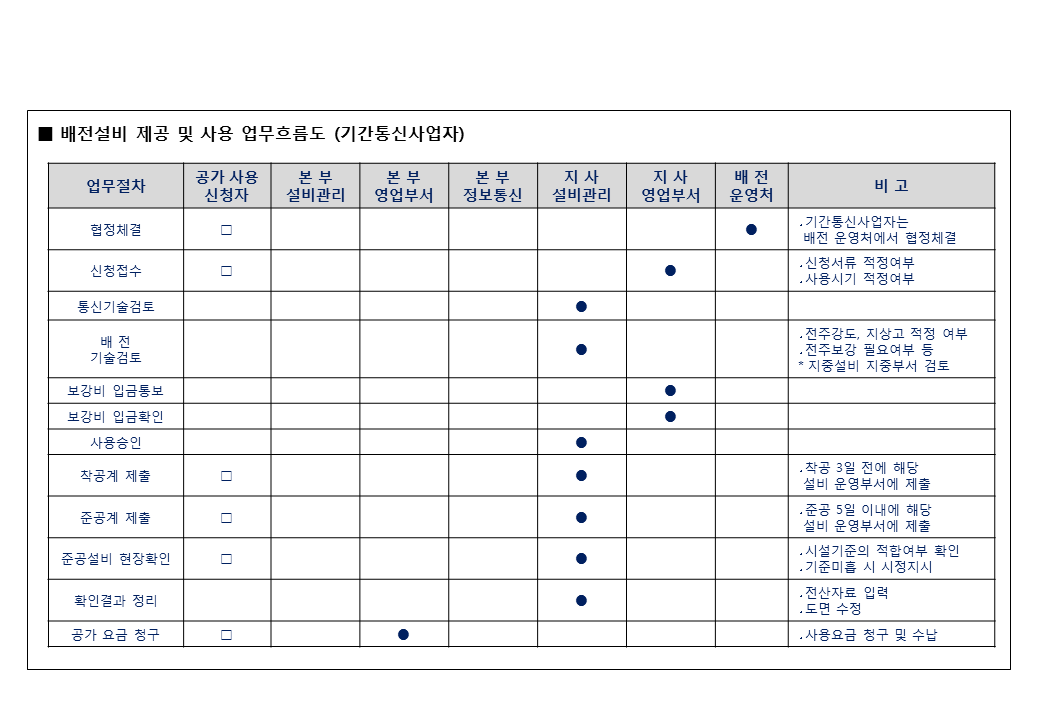 ■ 배전설비 제공 및 사용 업무흐름도 (기간통신사업자)
업무절차 공가 사용 신청자 본 부 설비관리 본 부 영업부서 본 부 정보통신 지 사 설비관리 지 사 영업부서 배 전 운영처 비 고
협정체결 □ ● .기간통신사업자는
배전 운영처에서 협정체결
신청접수 □ ● .신청서류 적정여부
.사용시기 적정여부
통신기술검토 ●
배 전
기술검토 ● .전주강도, 지상고 적정 여부
.전주보강 필요여부 등
* 지중설비 지중부서 검토
보강비 입금통보 ●
보강비 입금확인 ●
사용승인 ●
착공계 제출 □ ● .착공 3일 전에 해당
설비 운영부서에 제출
준공계 제출 □ ● .준공 5일 이내에 해당
설비 운영부서에 제출
준공설비 현장확인 □ ● .시설기준의 적합여부 확인
.기준미흡 시 시정지시
확인결과 정리 ● .전산자료 입력
.도면 수정
공가 요금 청구 □ ● .사용요금 청구 및 수납